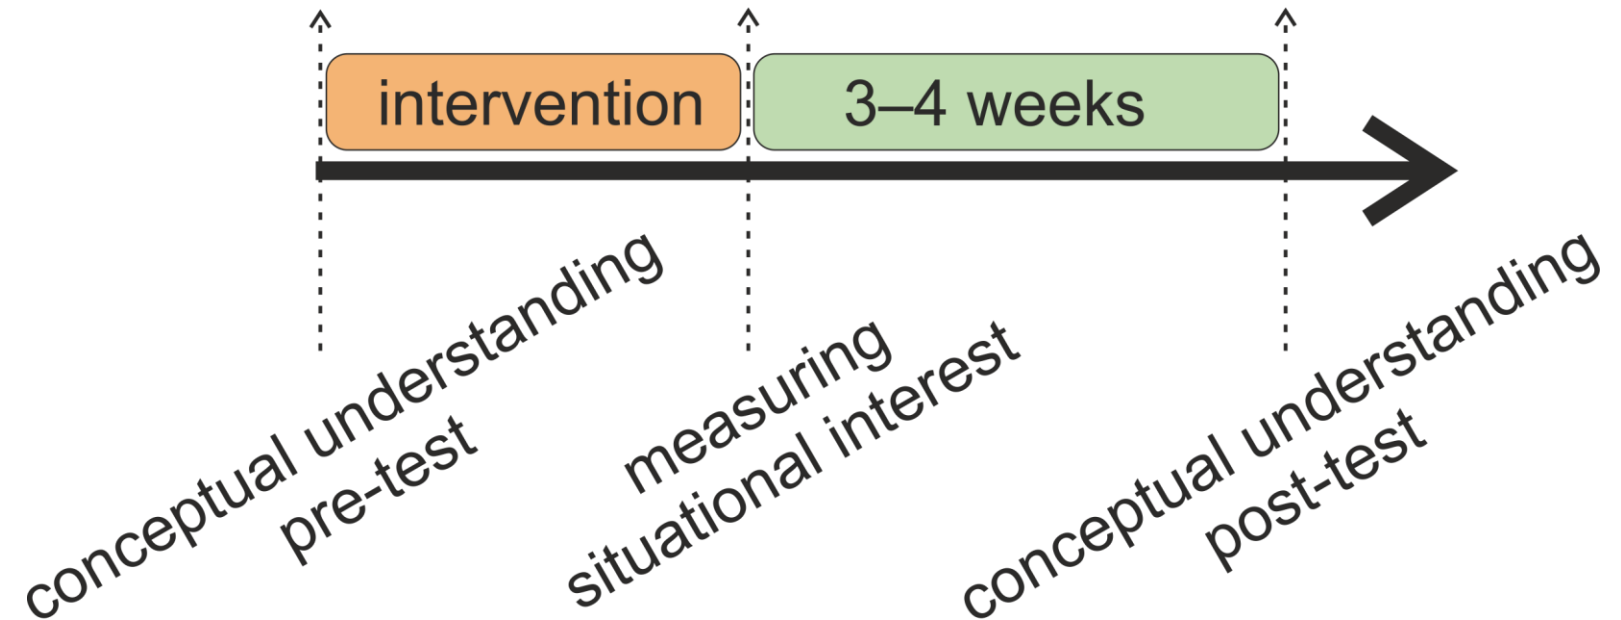 intervention
3–4 weeks
conceptual understanding
pre-test
measuring
situational interest
conceptual understanding
post-test